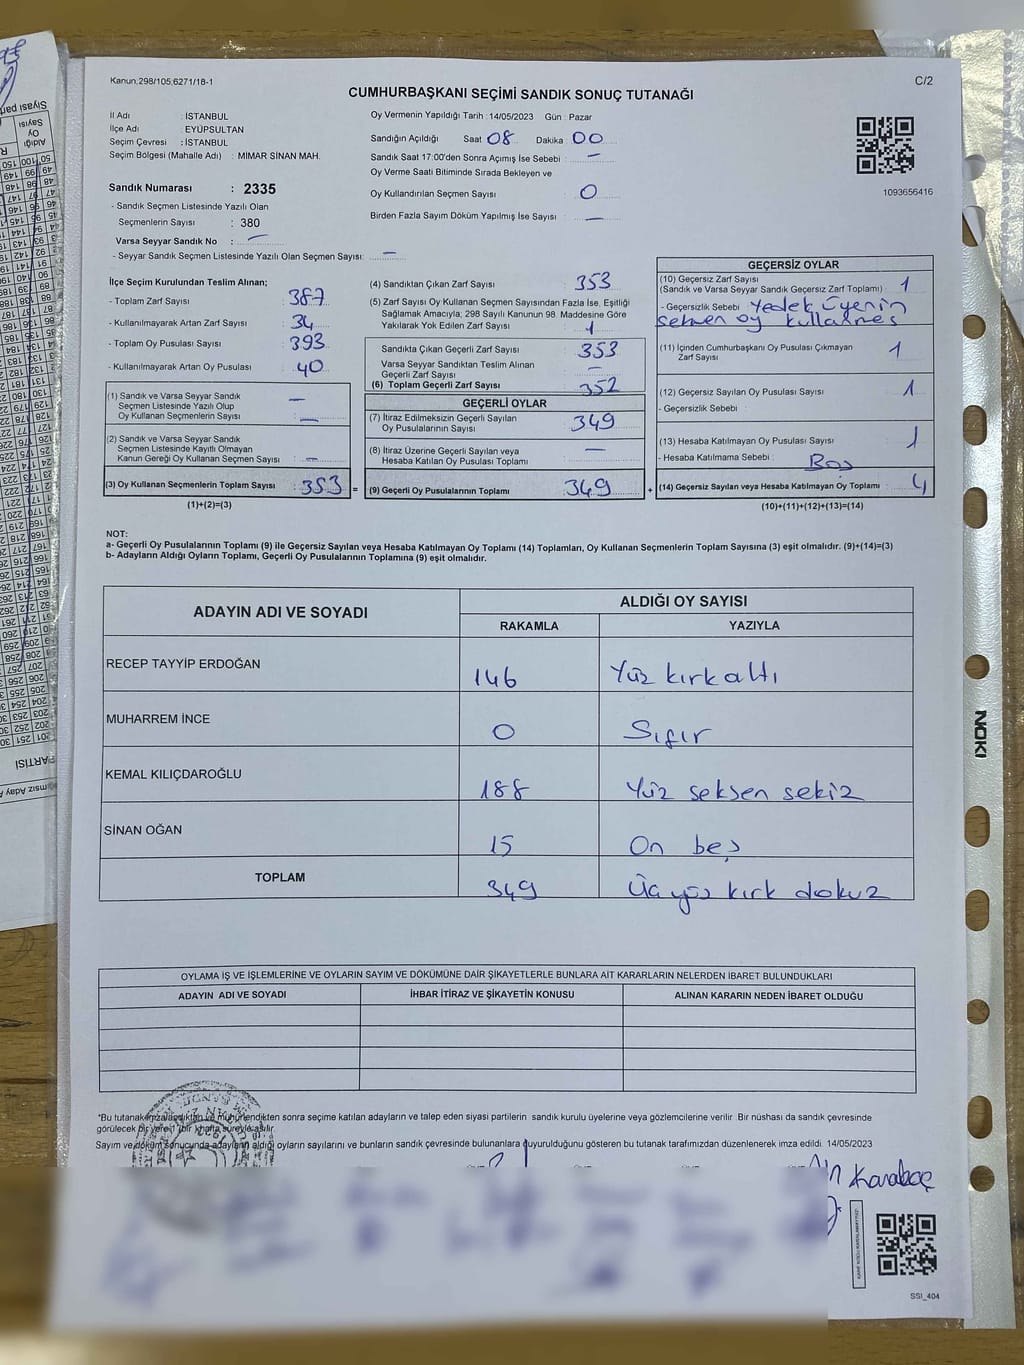 Kanun;298/105,6271/18-1
C/2
CUMHURBAŞKANI SEÇİMİ SANDIK SONUÇ TUTANAĞI
İl Adı : İSTANBUL
İlçe Adı : EYÜPSULTAN
Seçim Çevresi : İSTANBUL
Seçim Bölgesi (Mahalle Adı) : MIMAR SİNAN MAH.
Oy Vermenin Yapıldığı Tarih : 14/05/2023 Gün : Pazar
Sandığın Açıldığı Saat 08 Dakika 00
Sandık Saat 17:00'den Sonra Açımış İse Sebebi : —
Oy Verme Saati Bitiminde Sırada Bekleyen ve
Oy Kullandırılan Seçmen Sayısı : 0
Birden Fazla Sayım Döküm Yapılmış İse Sayısı : —
1093656416
Sandık Numarası : 2335
- Sandık Seçmen Listesinde Yazılı Olan
Seçmenlerin Sayısı : 380
Varsa Seyyar Sandık No : —
- Seyyar Sandık Seçmen Listesinde Yazılı Olan Seçmen Sayısı: —
İlçe Seçim Kurulundan Teslim Alınan;
- Toplam Zarf Sayısı : 387
- Kullanılmayarak Artan Zarf Sayısı : 34
- Toplam Oy Pusulası Sayısı : 393
- Kullanılmayarak Artan Oy Pusulası : 40
(1) Sandık ve Varsa Seyyar Sandık —
Seçmen Listesinde Yazılı Olup
Oy Kullanan Seçmenlerin Sayısı : —
(2) Sandık ve Varsa Seyyar Sandık
Seçmen Listesinde Kayıtlı Olmayan
Kanun Gereği Oy Kullanan Seçmen Sayısı : —
(3) Oy Kullanan Seçmenlerin Toplam Sayısı : 353 =
(1)+(2)=(3)
(4) Sandıktan Çıkan Zarf Sayısı : 353
(5) Zarf Sayısı Oy Kullanan Seçmen Sayısından Fazla İse, Eşitliği
Sağlamak Amacıyla; 298 Sayılı Kanunun 98. Maddesine Göre
Yakılarak Yok Edilen Zarf Sayısı : 1
Sandıkta Çıkan Geçerli Zarf Sayısı : 353
Varsa Seyyar Sandıktan Teslim Alınan
Geçerli Zarf Sayısı : —
(6) Toplam Geçerli Zarf Sayısı : 352
GEÇERLİ OYLAR
(7) İtiraz Edilmeksizin Geçerli Sayılan
Oy Pusulalarının Sayısı : 349
(8) İtiraz Üzerine Geçerli Sayılan veya
Hesaba Katılan Oy Pusulası Toplamı : —
(9) Geçerli Oy Pusulalarının Toplamı : 349 +
GEÇERSİZ OYLAR
(10) Geçersiz Zarf Sayısı : 1
(Sandık ve Varsa Seyyar Sandık Geçersiz Zarf Toplamı)
- Geçersizlik Sebebi : Yedek üyenin
seçmen oy kullanmes
(11) İçinden Cumhurbaşkanı Oy Pusulası Çıkmayan
Zarf Sayısı : 1
(12) Geçersiz Sayılan Oy Pusulası Sayısı : 1
- Geçersizlik Sebebi :
(13) Hesaba Katılmayan Oy Pusulası Sayısı : 1
- Hesaba Katılmama Sebebi : Boş
(14) Geçersiz Sayılan veya Hesaba Katılmayan Oy Toplamı : 4
(10)+(11)+(12)+(13)=(14)
NOT:
a- Geçerli Oy Pusulalarının Toplamı (9) ile Geçersiz Sayılan veya Hesaba Katılmayan Oy Toplamı (14) Toplamları, Oy Kullanan Seçmenlerin Toplam Sayısına (3) eşit olmalıdır. (9)+(14)=(3)
b- Adayların Aldığı Oyların Toplamı, Geçerli Oy Pusulalarının Toplamına (9) eşit olmalıdır.
ADAYIN ADI VE SOYADI
ALDIĞI OY SAYISI
RAKAMLA YAZIYLA
RECEP TAYYİP ERDOĞAN 146 Yüz kırkaltı
MUHARREM İNCE 0 Sıfır
KEMAL KILIÇDAROĞLU 188 Yüz seksen sekiz
SİNAN OĞAN 15 On beş
TOPLAM 349 Üç yüz kırk dokuz
OYLAMA İŞ VE İŞLEMLERİNE VE OYLARIN SAYIM VE DÖKÜMÜNE DAİR ŞİKAYETLERLE BUNLARA AİT KARARLARIN NELERDEN İBARET BULUNDUKLARI
ADAYIN ADI VE SOYADI İHBAR İTİRAZ VE ŞİKAYETİN KONUSU ALINAN KARARIN NEDEN İBARET OLDUĞU
*Bu tutanak imzalandıktan ve mühürlendikten sonra seçime katılan adayların ve talep eden siyasi partilerin sandık kurulu üyelerine veya gözlemcilerine verilir. Bir nüshası da sandık çevresinde
görülecek bir yere 1 (bir) hafta süreyle asılır.
Sayım ve döküm sonucunda adayların aldığı oyların sayılarını ve bunların sandık çevresinde bulunanlara duyurulduğunu gösteren bu tutanak tarafımızdan düzenlenerek imza edildi. 14/05/2023
Karabaç
SSI_404
NOKI